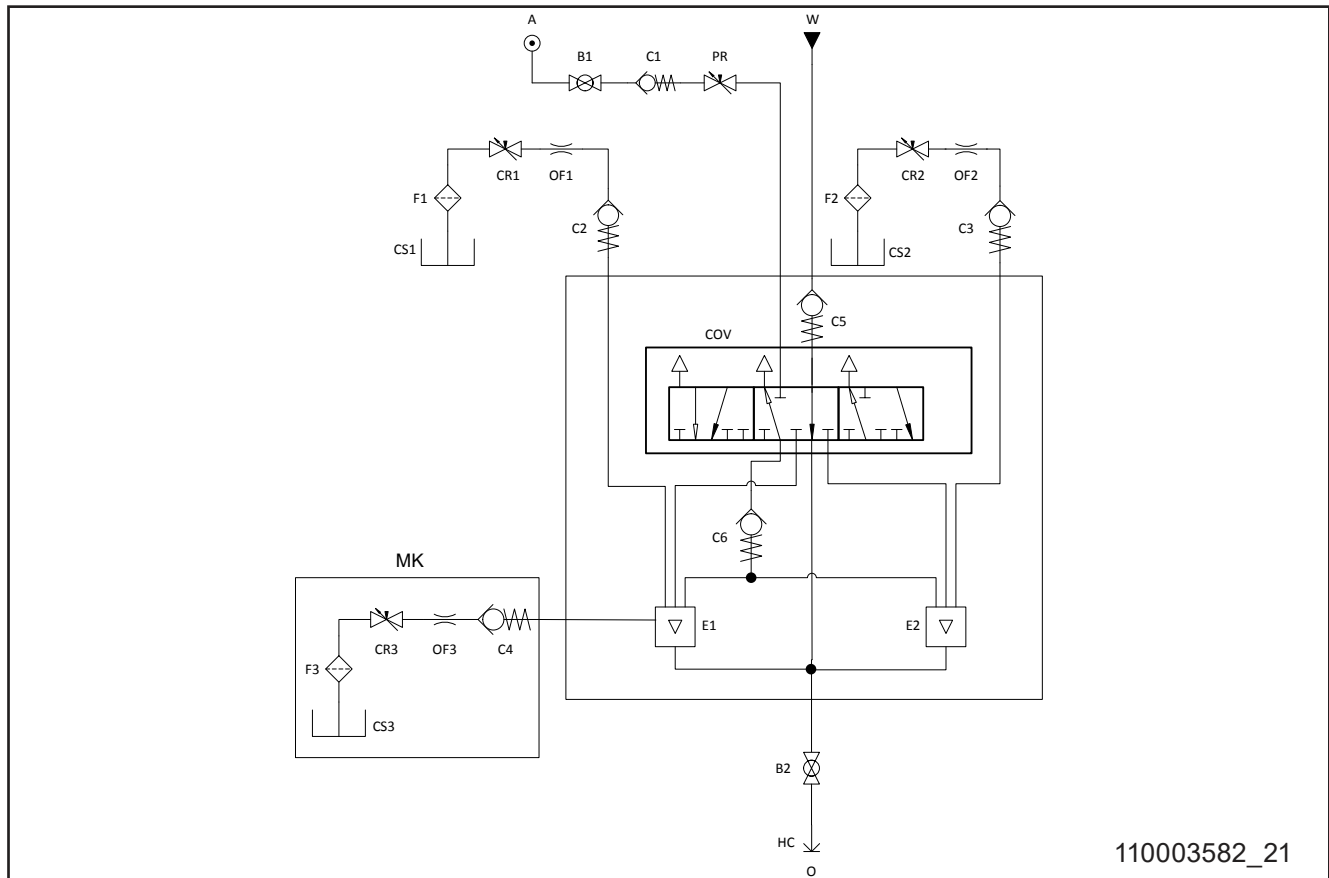 A
W
B1
C1
PR
CR1
OF1
CR2
OF2
F1
C2
F2
C3
CS1
CS2
C5
COV
C6
MK
E1
E2
CR3
OF3
C4
F3
CS3
B2
HC
O
110003582_21